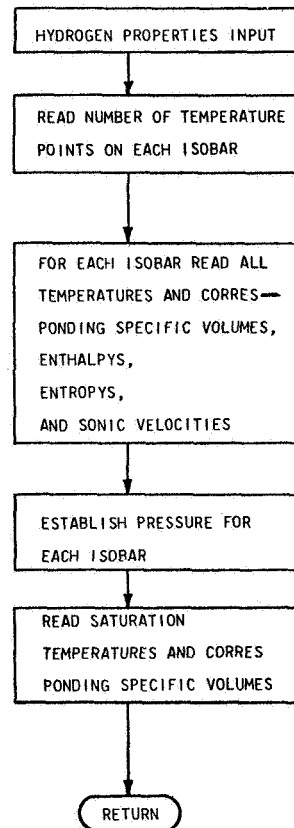 HYDROGEN PROPERTIES INPUT
READ NUMBER OF TEMPERATURE
POINTS ON EACH ISOBAR
FOR EACH ISOBAR READ ALL
TEMPERATURES AND CORRES—
PONDING SPECIFIC VOLUMES,
ENTHALPYS,
ENTROPYS,
AND SONIC VELOCITIES
ESTABLISH PRESSURE FOR
EACH ISOBAR
READ SATURATION
TEMPERATURES AND CORRES
PONDING SPECIFIC VOLUMES
RETURN